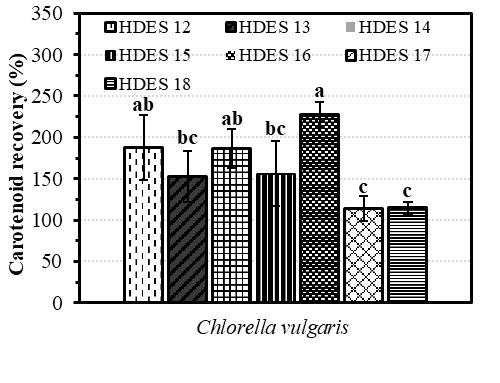 HDES 12 HDES 13 HDES 14
HDES 15 HDES 16 HDES 17
HDES 18
Carotenoid recovery (%)
350
300
250
200
150
100
50
0
ab
bc
ab
bc
a
c
c
Chlorella vulgaris